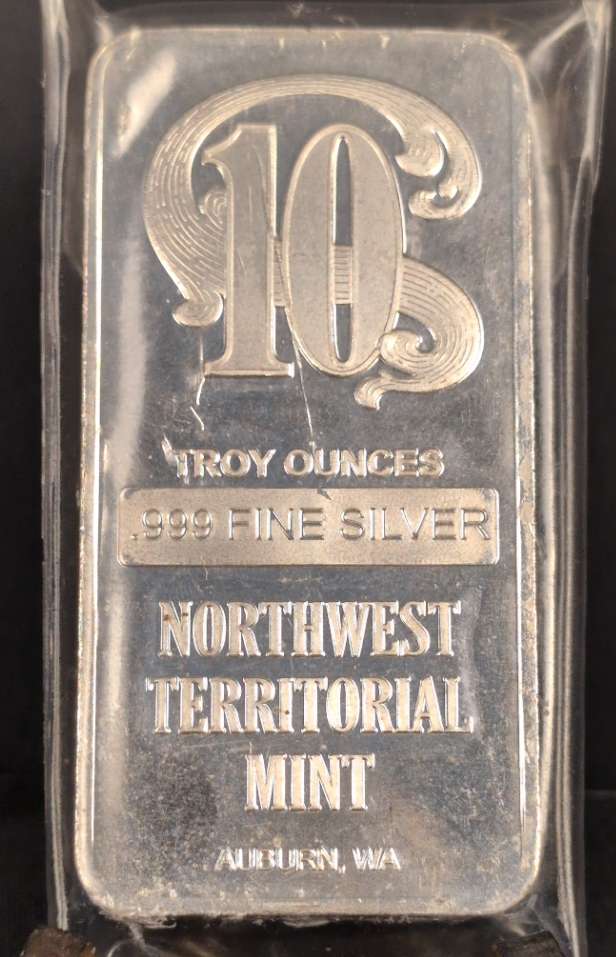 10
TROY OUNCES
.999 FINE SILVER
NORTHWEST
TERRITORIAL
MINT
AUBURN, WA